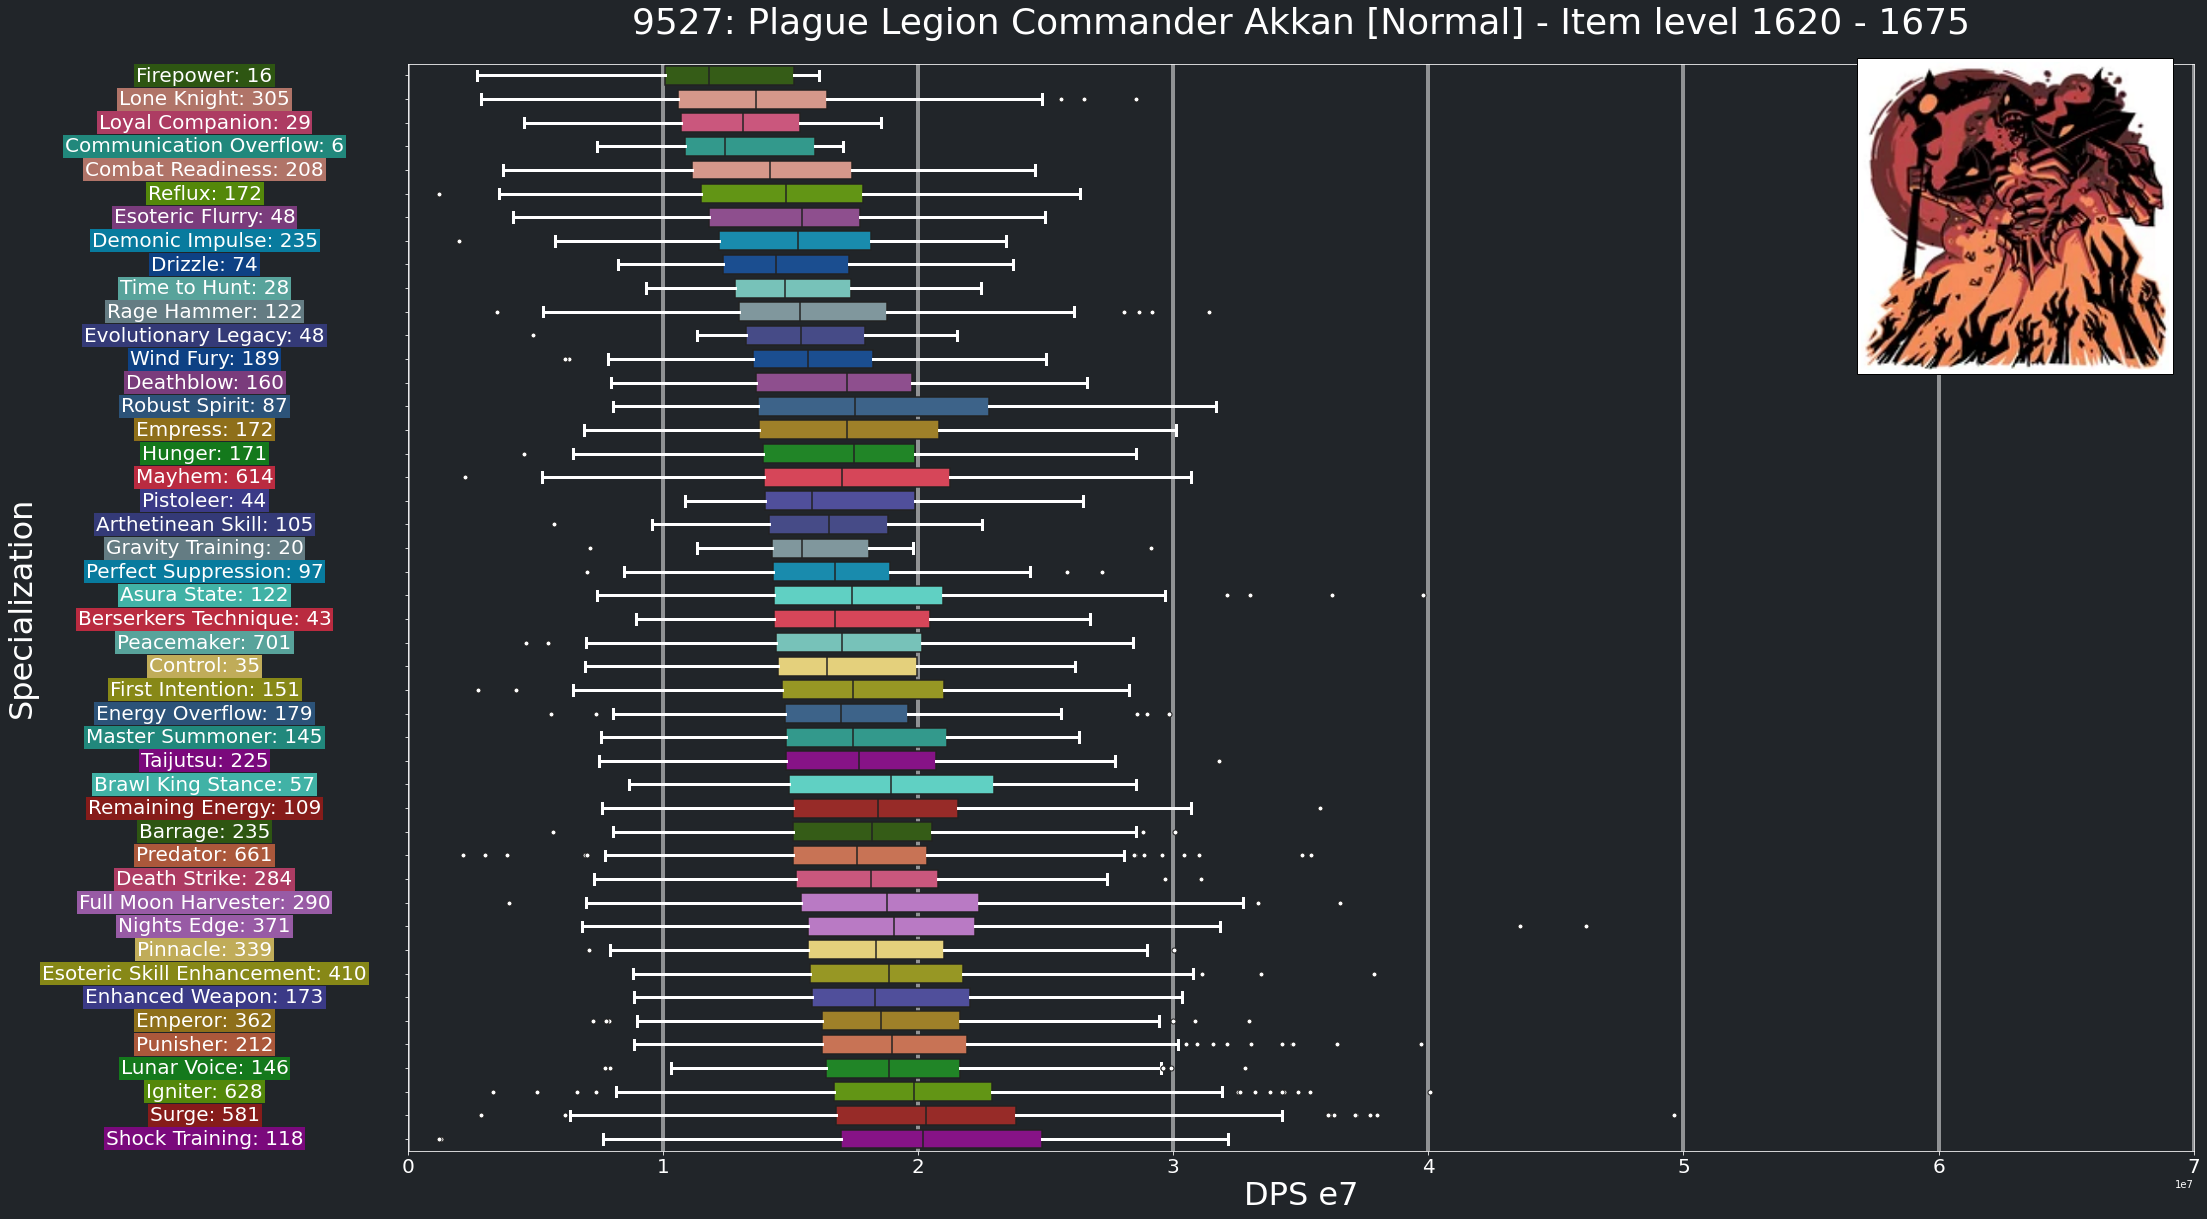 9527: Plague Legion Commander Akkan [Normal] - Item level 1620 - 1675
Specialization
Firepower: 16
Lone Knight: 305
Loyal Companion: 29
Communication Overflow: 6
Combat Readiness: 208
Reflux: 172
Esoteric Flurry: 48
Demonic Impulse: 235
Drizzle: 74
Time to Hunt: 28
Rage Hammer: 122
Evolutionary Legacy: 48
Wind Fury: 189
Deathblow: 160
Robust Spirit: 87
Empress: 172
Hunger: 171
Mayhem: 614
Pistoleer: 44
Arthetinean Skill: 105
Gravity Training: 20
Perfect Suppression: 97
Asura State: 122
Berserkers Technique: 43
Peacemaker: 701
Control: 35
First Intention: 151
Energy Overflow: 179
Master Summoner: 145
Taijutsu: 225
Brawl King Stance: 57
Remaining Energy: 109
Barrage: 235
Predator: 661
Death Strike: 284
Full Moon Harvester: 290
Nights Edge: 371
Pinnacle: 339
Esoteric Skill Enhancement: 410
Enhanced Weapon: 173
Emperor: 362
Punisher: 212
Lunar Voice: 146
Igniter: 628
Surge: 581
Shock Training: 118
0 1 2 3 4 5 6 7
DPS e7
1e7